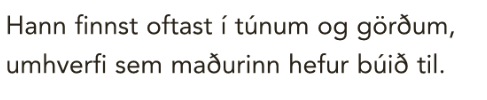 Hann finnst oftast í túnum og görðum,
umhverfi sem maðurinn hefur búið til.